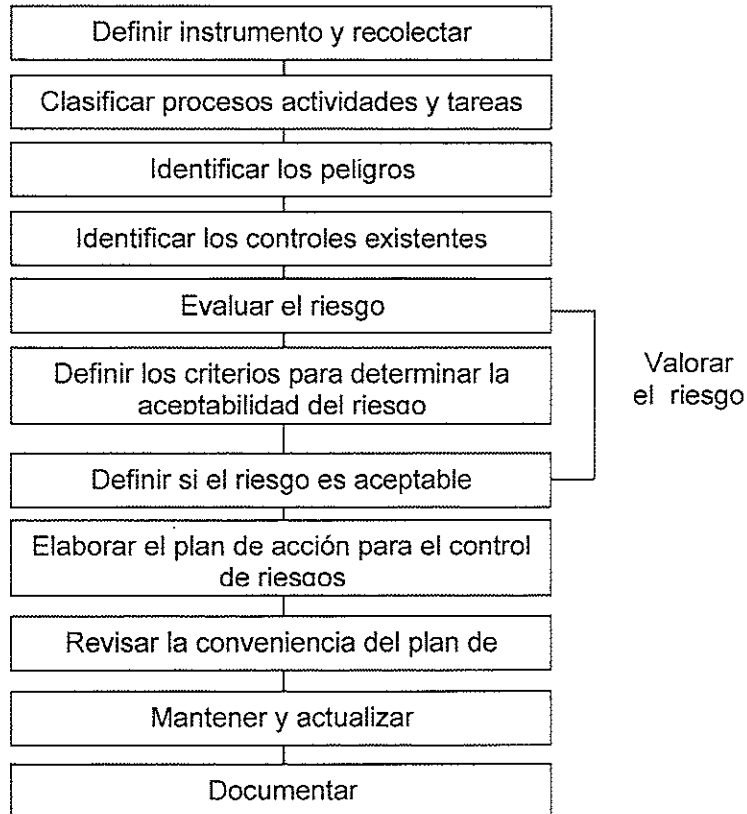 Definir instrumento y recolectar
Clasificar procesos actividades y tareas
Identificar los peligros
Identificar los controles existentes
Evaluar el riesgo
Definir los criterios para determinar la
aceptabilidad del riesgo
Valorar
el riesgo
Definir si el riesgo es aceptable
Elaborar el plan de acción para el control
de riesgos
Revisar la conveniencia del plan de
Mantener y actualizar
Documentar